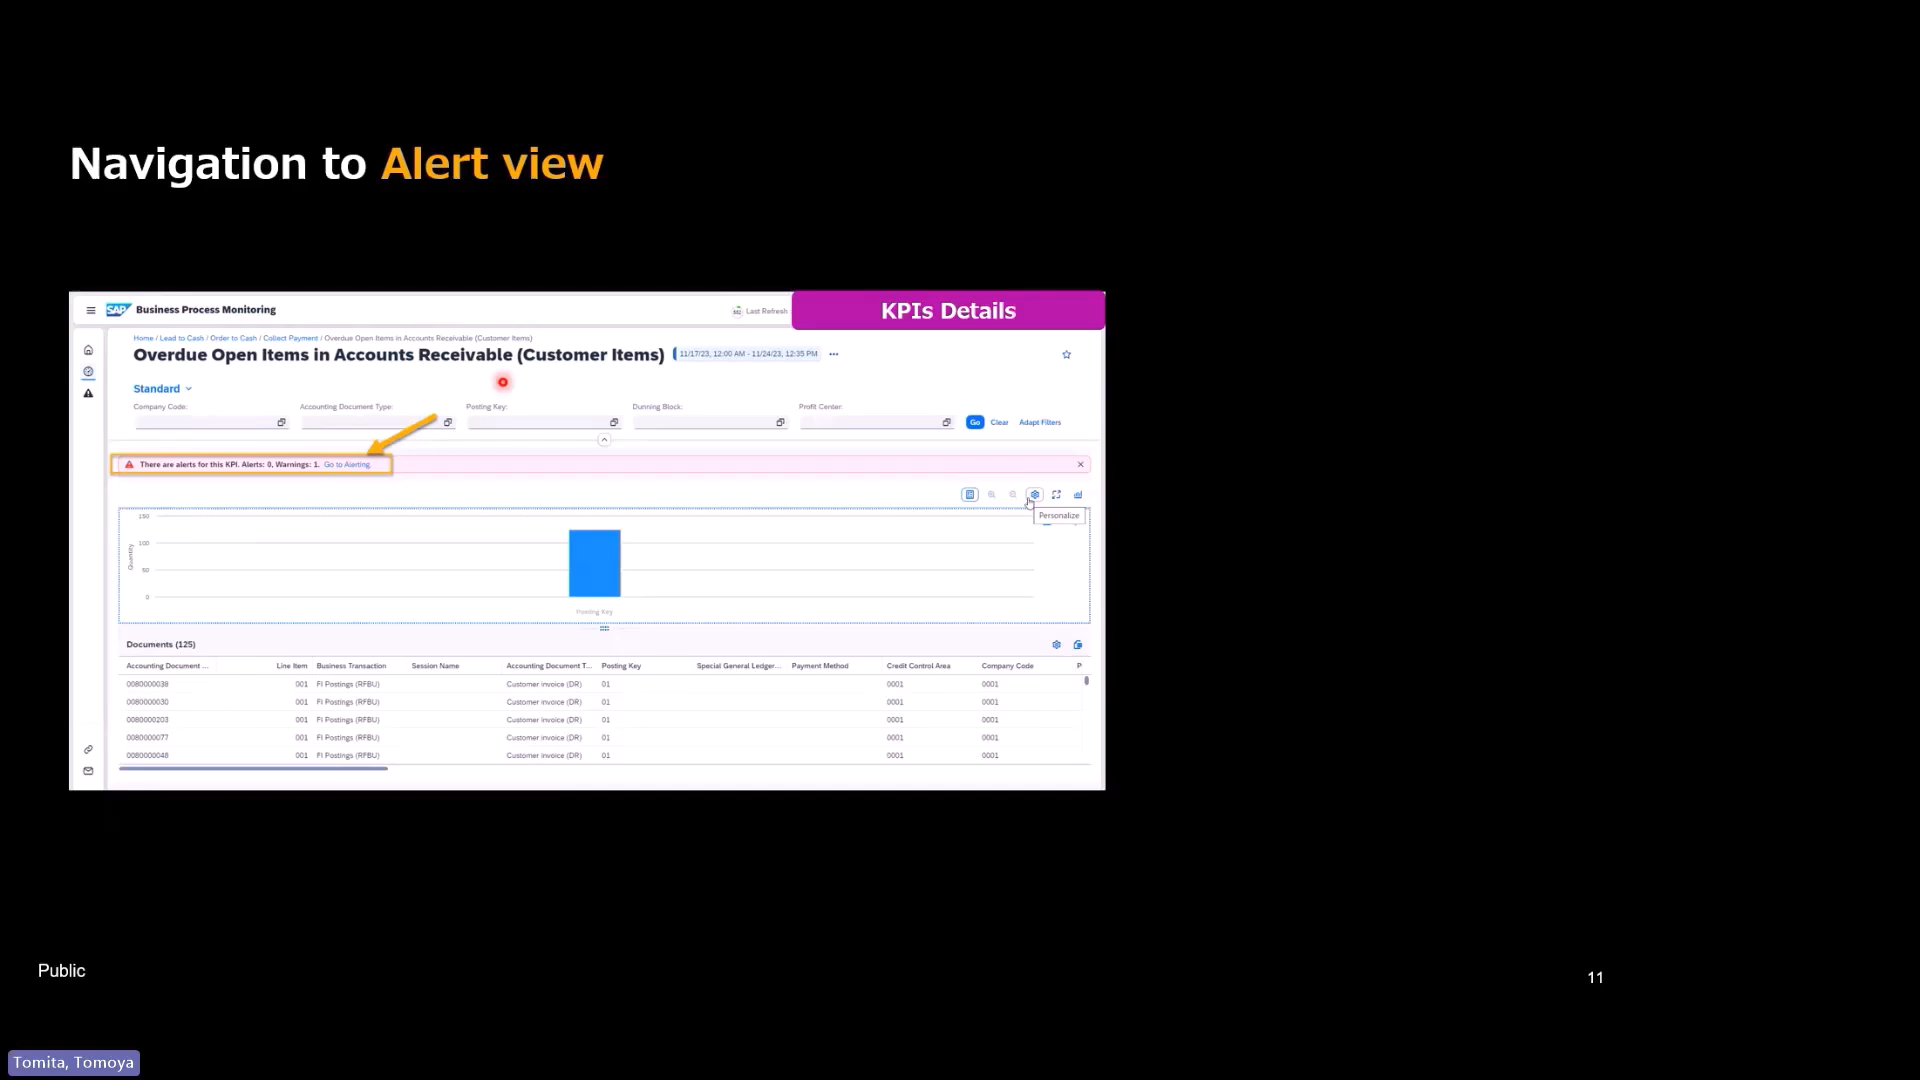 Navigation to Alert view
SAP Business Process Monitoring
Last Refresh
KPIs Details
Home / Lead to Cash / Order to Cash / Collect Payment / Overdue Open Items in Accounts Receivable (Customer Items)
Overdue Open Items in Accounts Receivable (Customer Items) 11/17/23, 12:00 AM - 11/24/23, 12:35 PM
Standard
Company Code: Accounting Document Type: Posting Key: Dunning Block: Profit Center:
Go Clear Adapt Filters
There are alerts for this KPI. Alerts: 0, Warnings: 1. Go to Alerting.
Personalize
150
100
50
0
Quantity
Posting Key
Documents (125)
Accounting Document ... Line Item Business Transaction Session Name Accounting Document T... Posting Key Special General Ledger... Payment Method Credit Control Area Company Code P
0080000038 001 FI Postings (RFBU) Customer invoice (DR) 01 0001 0001
0080000030 001 FI Postings (RFBU) Customer invoice (DR) 01 0001 0001
0080000203 001 FI Postings (RFBU) Customer invoice (DR) 01 0001 0001
0080000077 001 FI Postings (RFBU) Customer invoice (DR) 01 0001 0001
0080000048 001 FI Postings (RFBU) Customer invoice (DR) 01 0001 0001
Public
11
Tomita, Tomoya